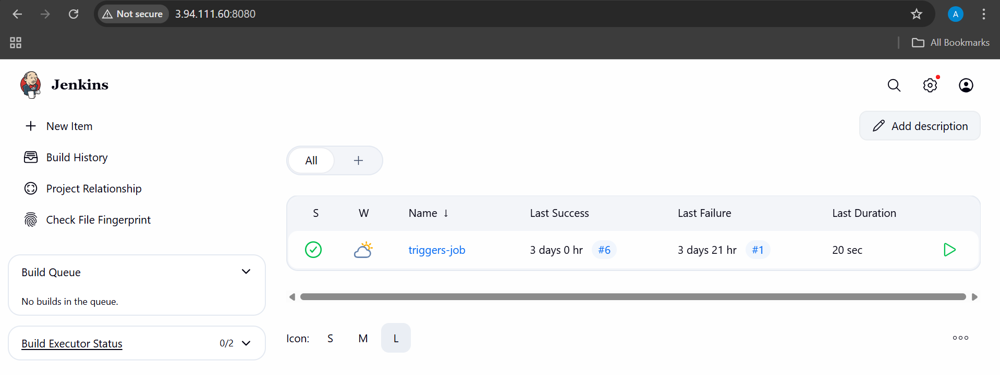 Not secure 3.94.111.60:8080 A
All Bookmarks
Jenkins
New Item
Add description
Build History
All
Project Relationship
Check File Fingerprint
S W Name ↓ Last Success Last Failure Last Duration
triggers-job 3 days 0 hr #6 3 days 21 hr #1 20 sec
Build Queue
No builds in the queue.
Build Executor Status 0/2
Icon: S M L